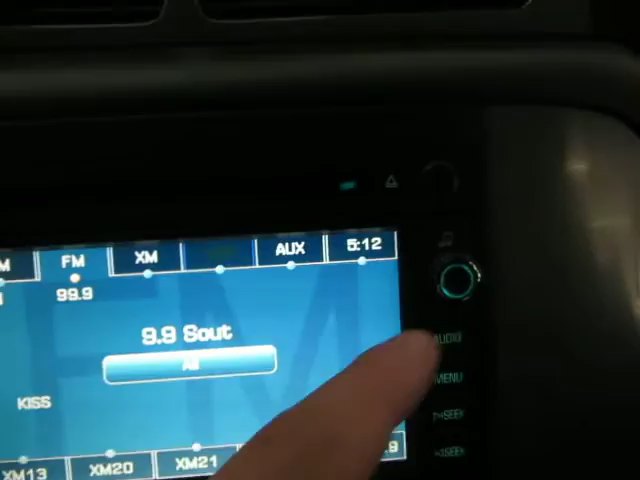 M FM XM AUX 5:12
99.9
9.9 Sout
All
KISS
XM13 XM20 XM21 .9
AUDIO
MENU
SEEK
SEEK